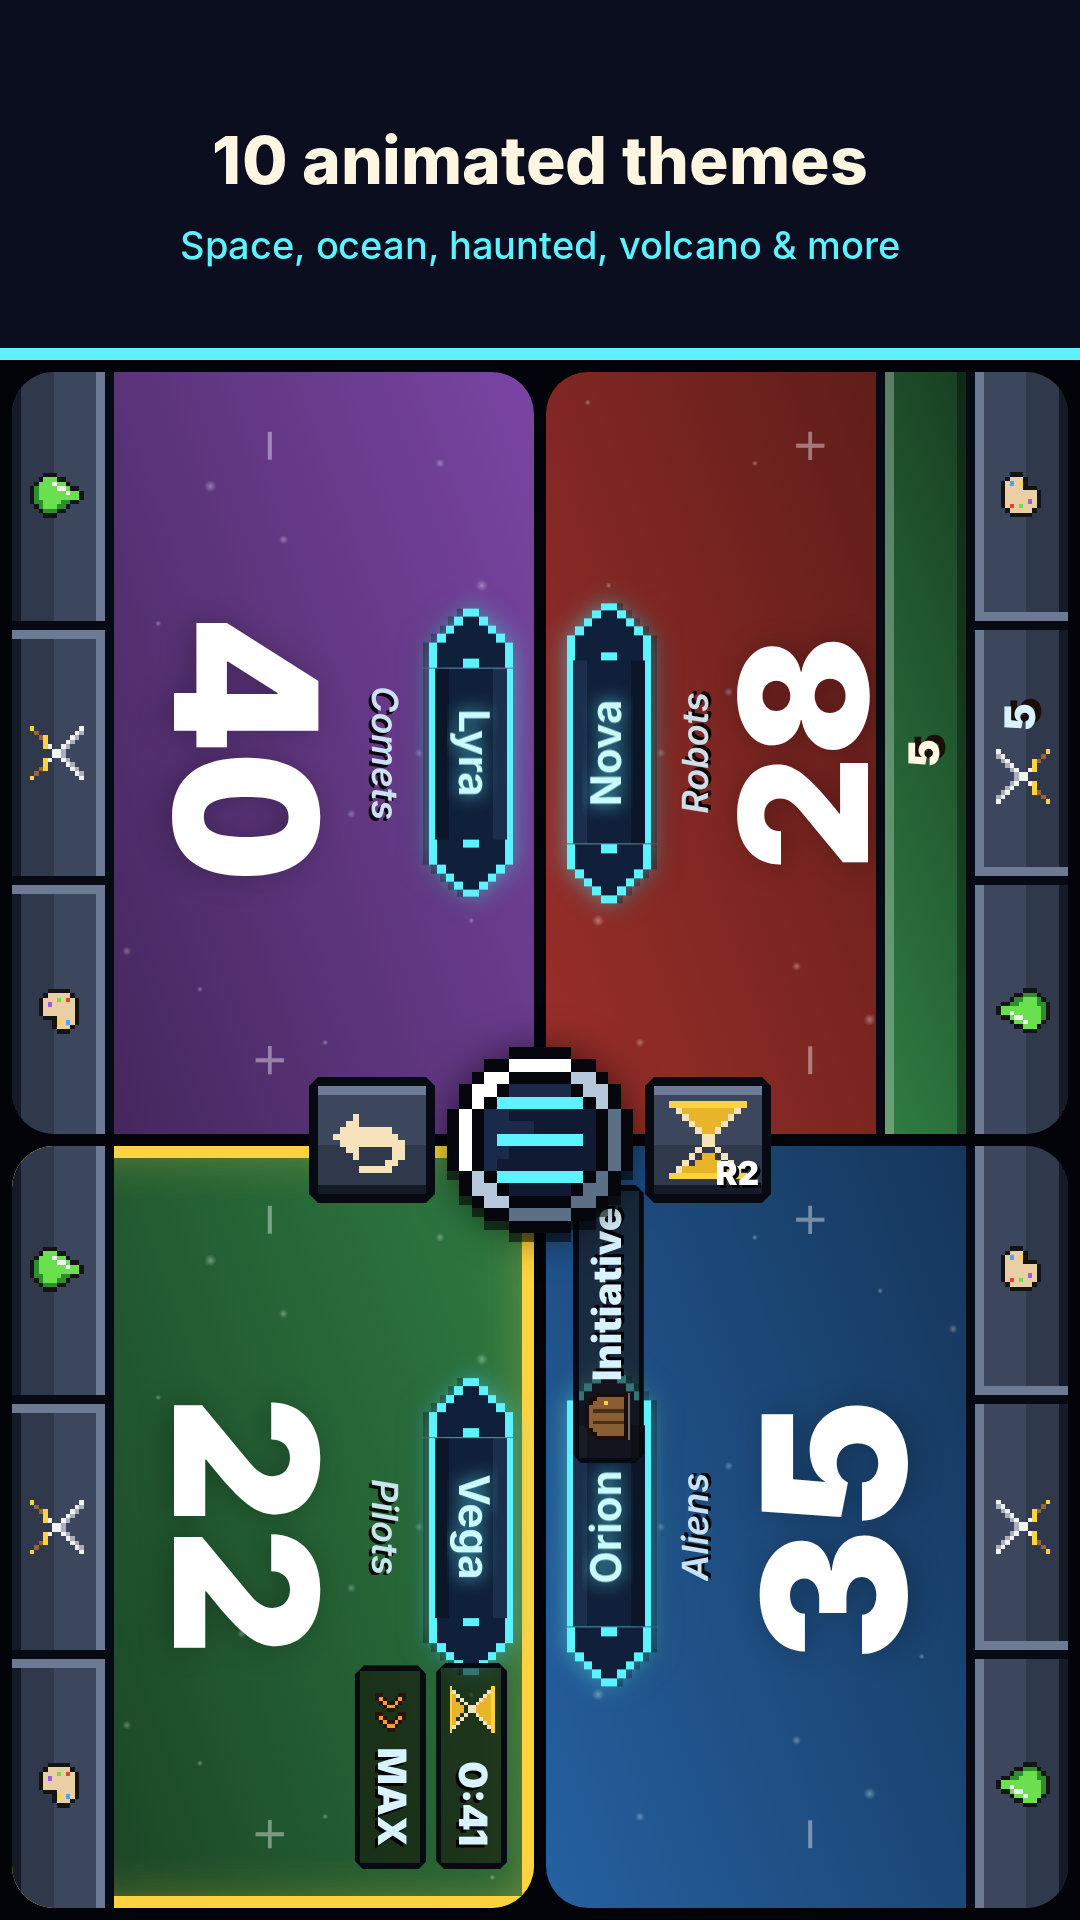 10 animated themes
Space, ocean, haunted, volcano & more
40
Comets
Lyra
Nova
Robots
28
5
5
R2
22
Pilots
Vega
MAX
0:41
Initiative
Orion
Aliens
35